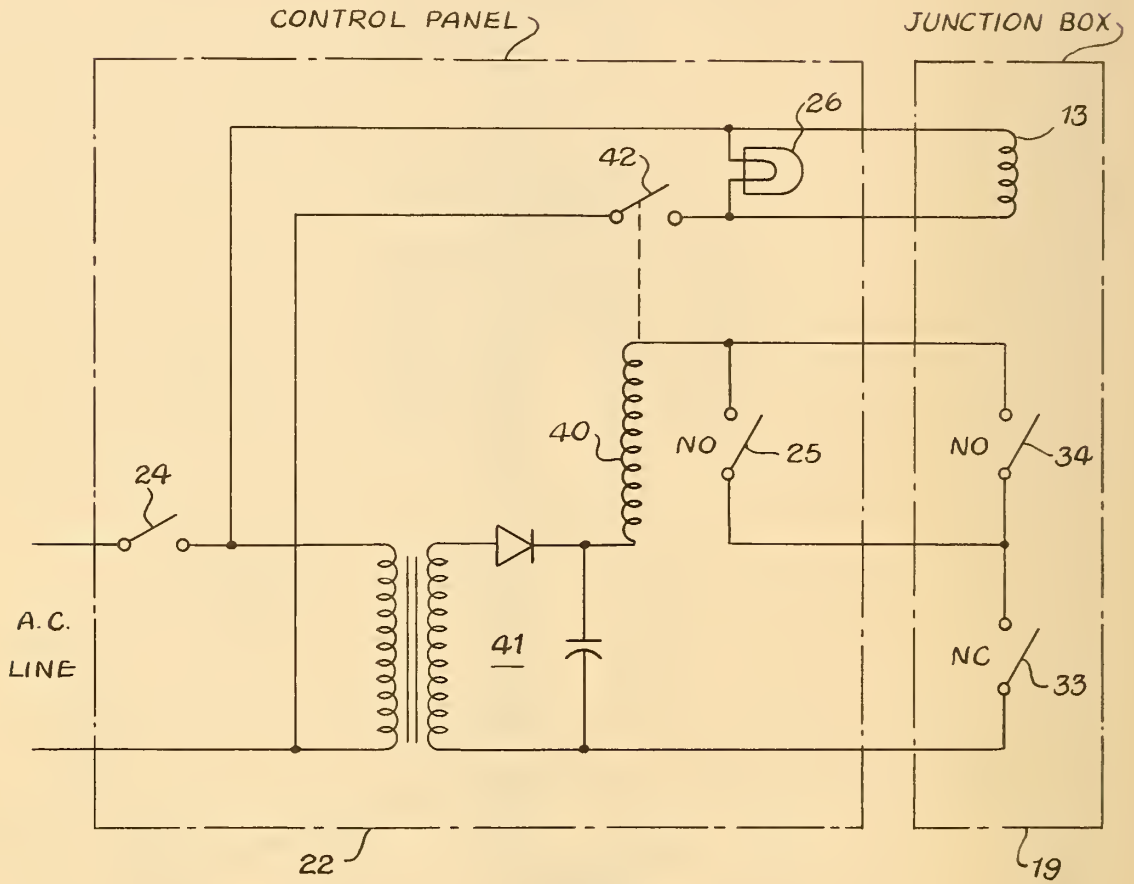 CONTROL PANEL
JUNCTION BOX
26
13
42
40
NO
25
NO
34
24
A.C.
LINE
41
NC
33
22
19